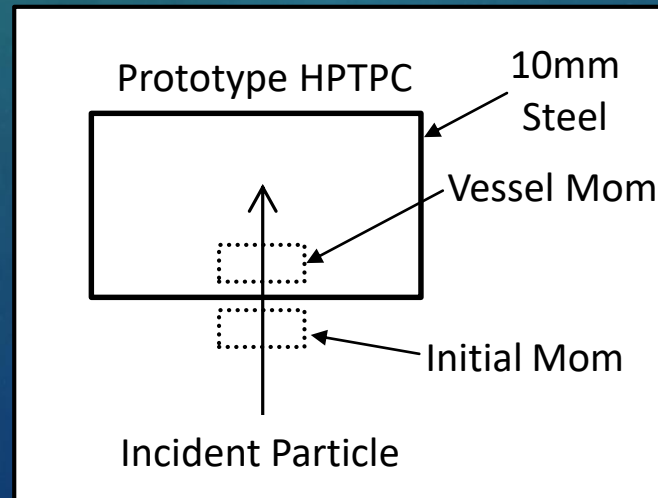 Prototype HPTPC
10mm
Steel
Vessel Mom
Initial Mom
Incident Particle